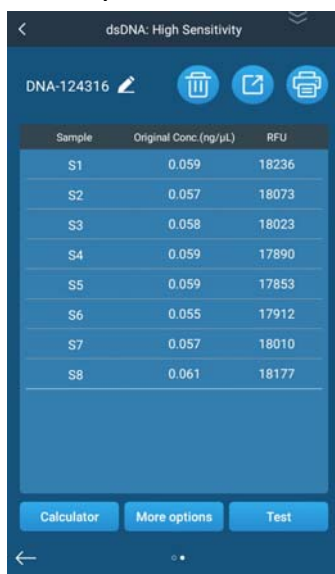 dsDNA: High Sensitivity
DNA-124316
Sample Original Conc.(ng/μL) RFU
S1 0.059 18236
S2 0.057 18073
S3 0.058 18023
S4 0.059 17890
S5 0.059 17853
S6 0.055 17912
S7 0.057 18010
S8 0.061 18177
Calculator More options Test